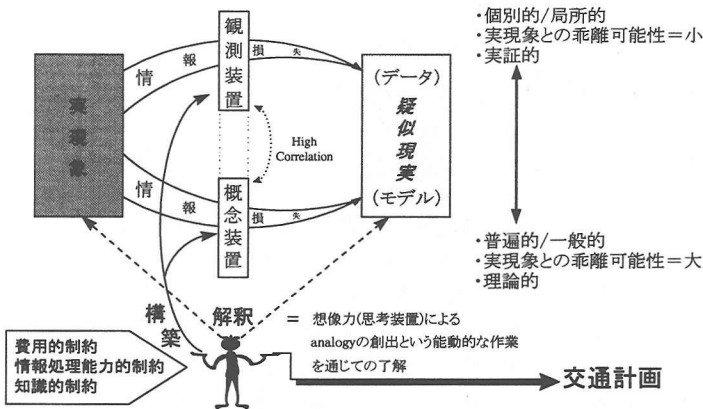 実現象
情 報
観測装置
損 失
(データ)
疑似現実
(モデル)
High
Correlation
情 報
概念装置
損 失
・個別的/局所的
・実現象との乖離可能性＝小
・実証的
・普遍的/一般的
・実現象との乖離可能性＝大
・理論的
構築
解釈
= 想像力(思考装置)による
analogyの創出という能動的な作業
を通じての了解
費用的制約
情報処理能力的制約
知識的制約
交通計画